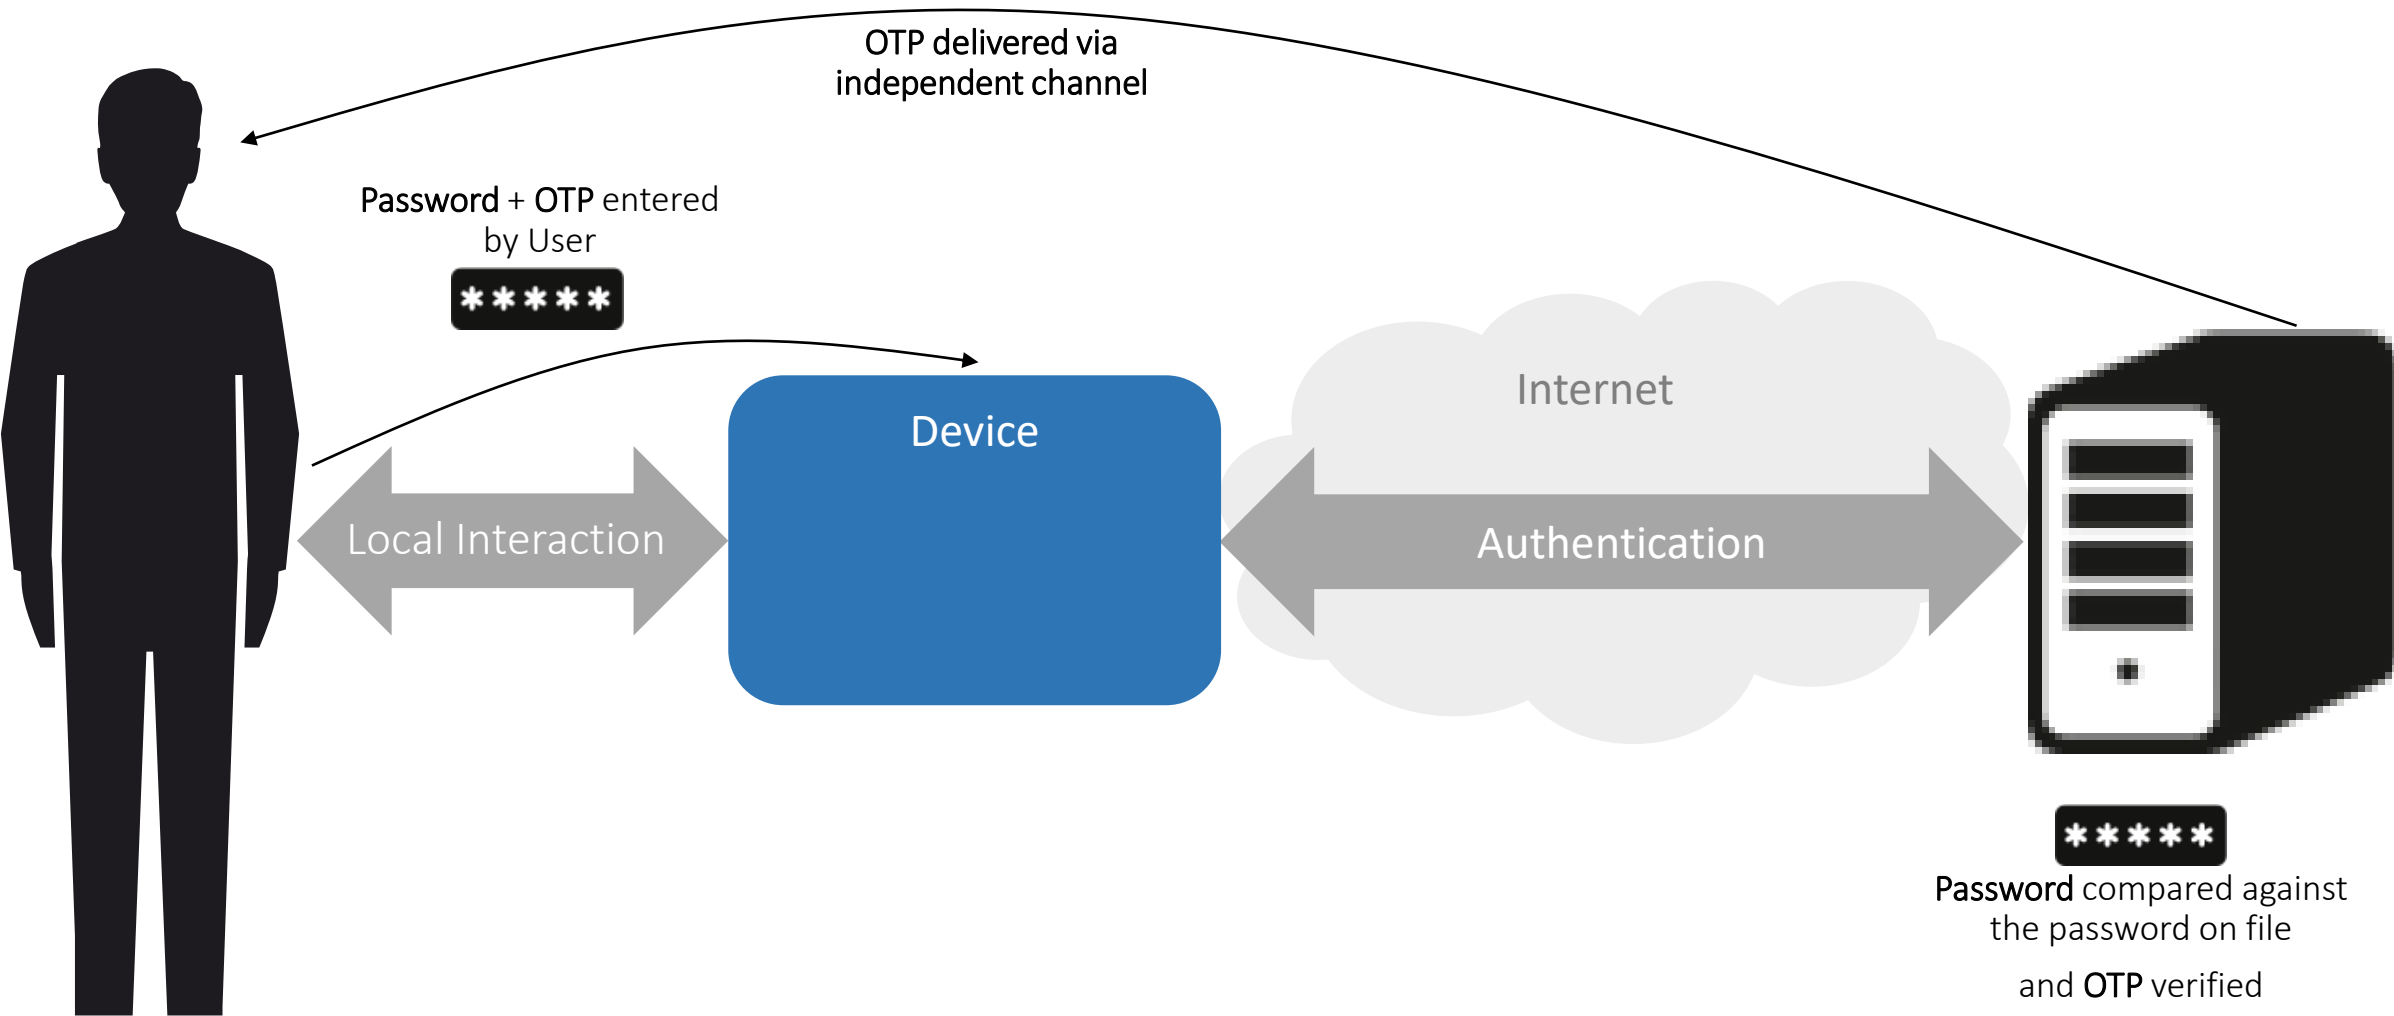 OTP delivered via
independent channel
Password + OTP entered
by User
*****
Device
Internet
Local Interaction
Authentication
*****
Password compared against
the password on file
and OTP verified